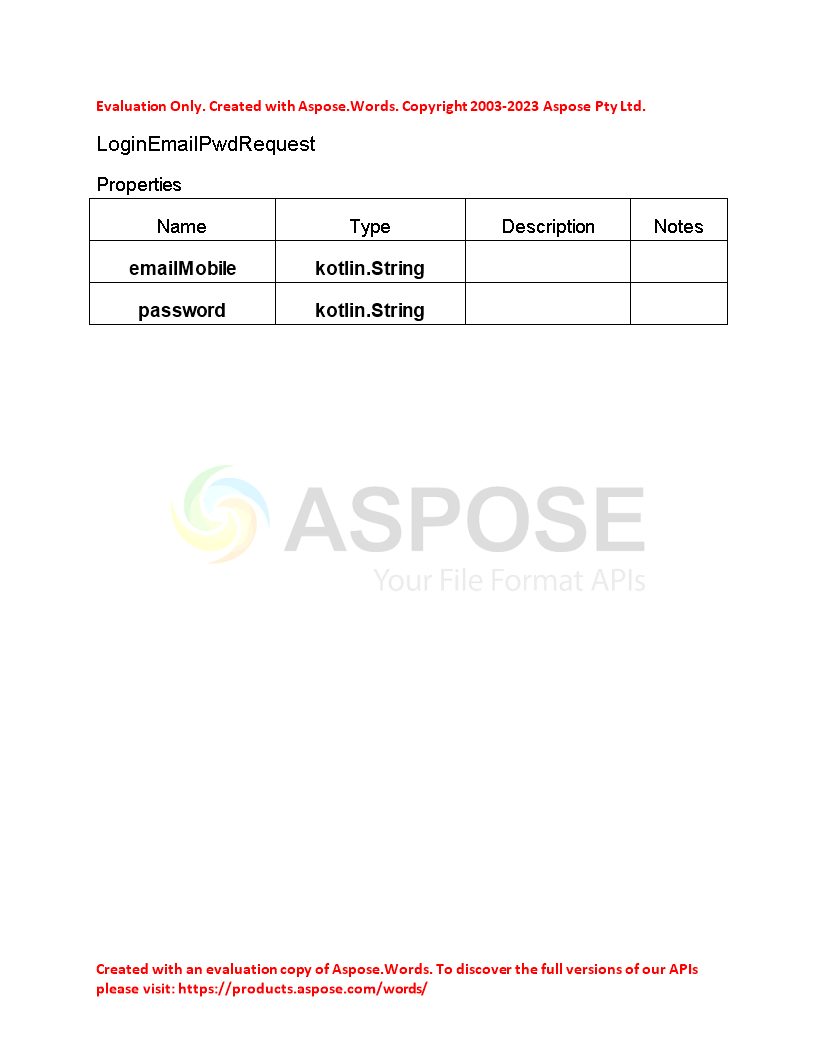 Evaluation Only. Created with Aspose.Words. Copyright 2003-2023 Aspose Pty Ltd.
LoginEmailPwdRequest
Properties
Name Type Description Notes
emailMobile kotlin.String
password kotlin.String
ASPOSE
Your File Format APIs
Created with an evaluation copy of Aspose.Words. To discover the full versions of our APIs
please visit: https://products.aspose.com/words/